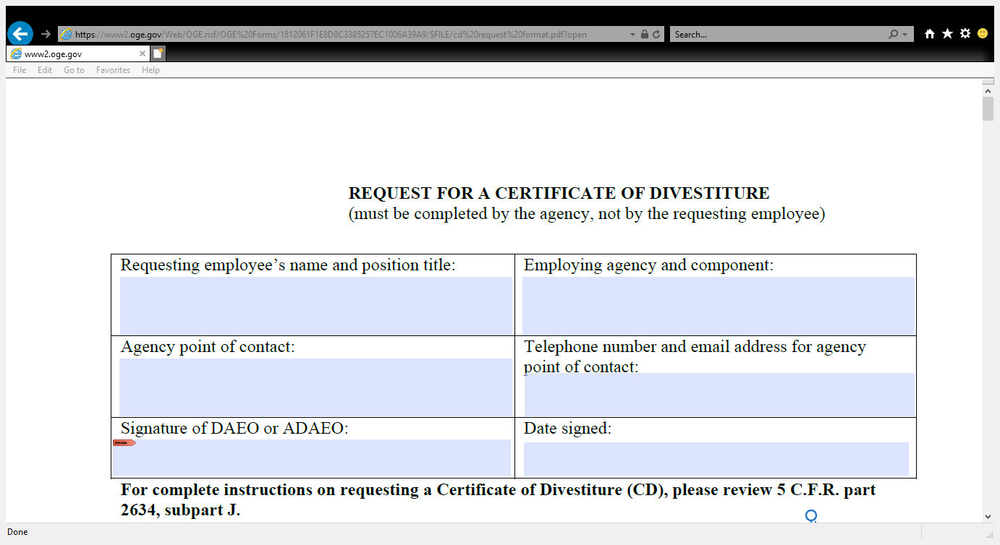 https://www2.oge.gov/Web/OGE.nsf/OGE%20Forms/1812061F1E8D8C3385257EC1006A39A9/$FILE/cd%20request%20format.pdf?open
Search...
www2.oge.gov
File Edit Go to Favorites Help
REQUEST FOR A CERTIFICATE OF DIVESTITURE
(must be completed by the agency, not by the requesting employee)
Requesting employee’s name and position title:
Employing agency and component:
Agency point of contact:
Telephone number and email address for agency
point of contact:
Signature of DAEO or ADAEO:
Date signed:
For complete instructions on requesting a Certificate of Divestiture (CD), please review 5 C.F.R. part
2634, subpart J.
Done